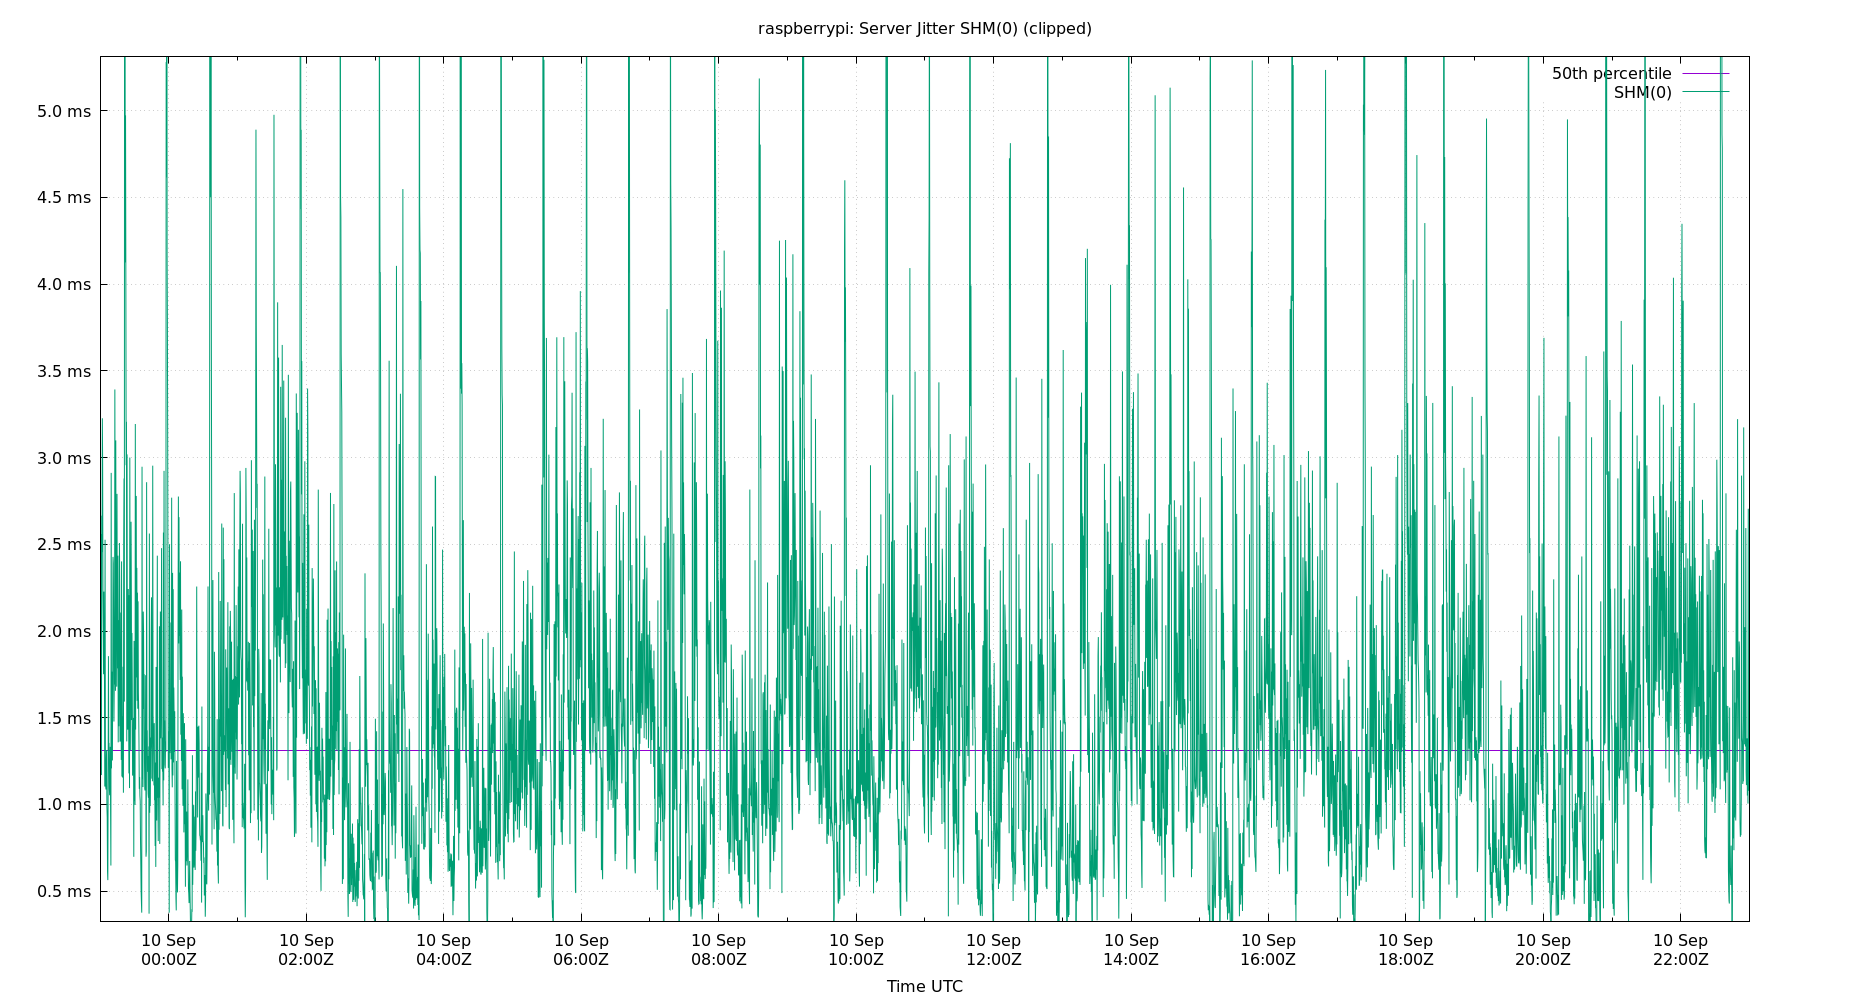 raspberrypi: Server Jitter SHM(0) (clipped)
50th percentile
SHM(0)
5.0 ms
4.5 ms
4.0 ms
3.5 ms
3.0 ms
2.5 ms
2.0 ms
1.5 ms
1.0 ms
0.5 ms
10 Sep 10 Sep 10 Sep 10 Sep 10 Sep 10 Sep 10 Sep 10 Sep 10 Sep 10 Sep 10 Sep 10 Sep
00:00Z 02:00Z 04:00Z 06:00Z 08:00Z 10:00Z 12:00Z 14:00Z 16:00Z 18:00Z 20:00Z 22:00Z
Time UTC